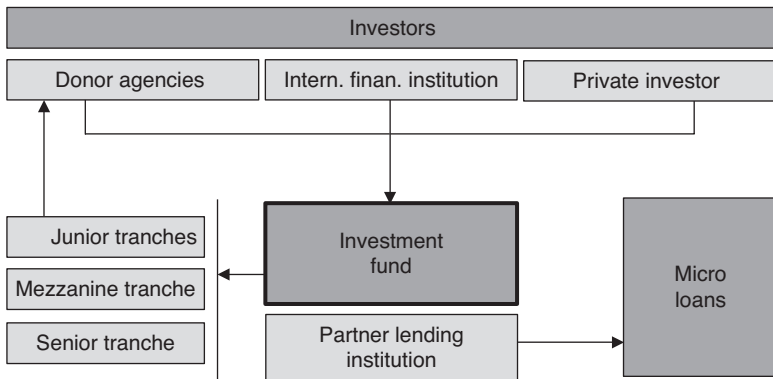 Investors
Donor agencies
Intern. finan. institution
Private investor
Junior tranches
Mezzanine tranche
Senior tranche
Investment
fund
Partner lending
institution
Micro
loans